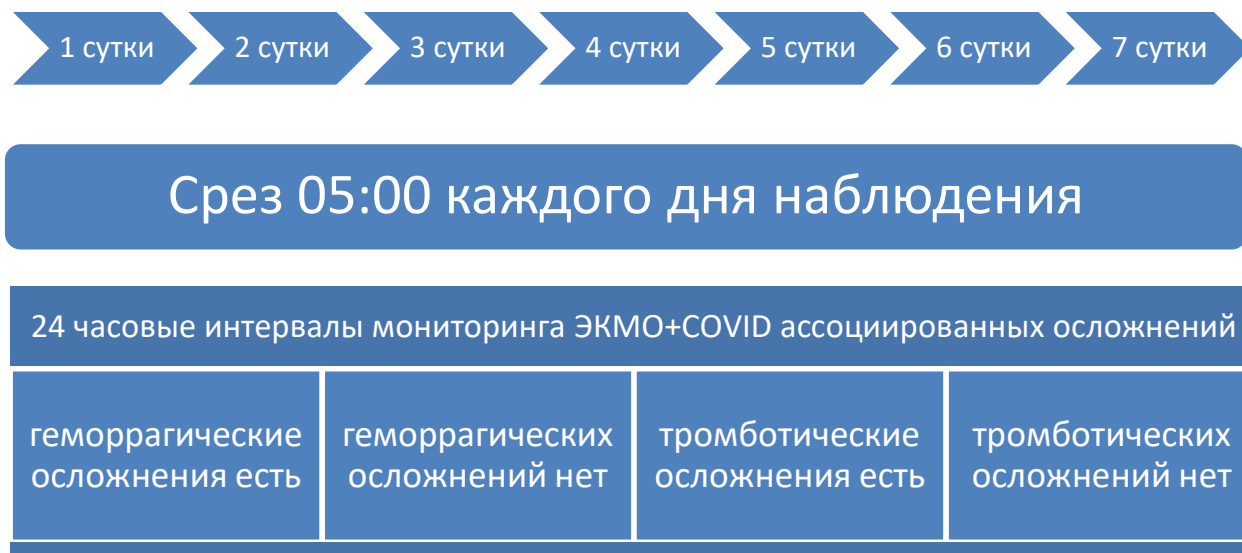 1 сутки
2 сутки
3 сутки
4 сутки
5 сутки
6 сутки
7 сутки
Срез 05:00 каждого дня наблюдения
24 часовые интервалы мониторинга ЭКМО+COVID ассоциированных осложнений
геморрагические
осложнения есть
геморрагических
осложнений нет
тромботические
осложнения есть
тромботических
осложнений нет